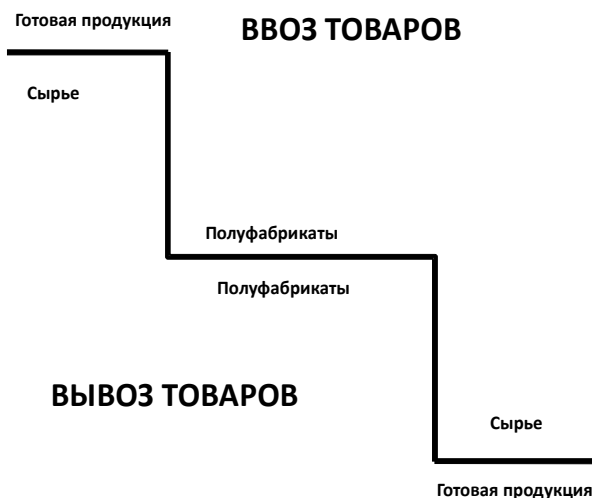 Готовая продукция
ВВОЗ ТОВАРОВ
Сырье
Полуфабрикаты
Полуфабрикаты
ВЫВОЗ ТОВАРОВ
Сырье
Готовая продукция